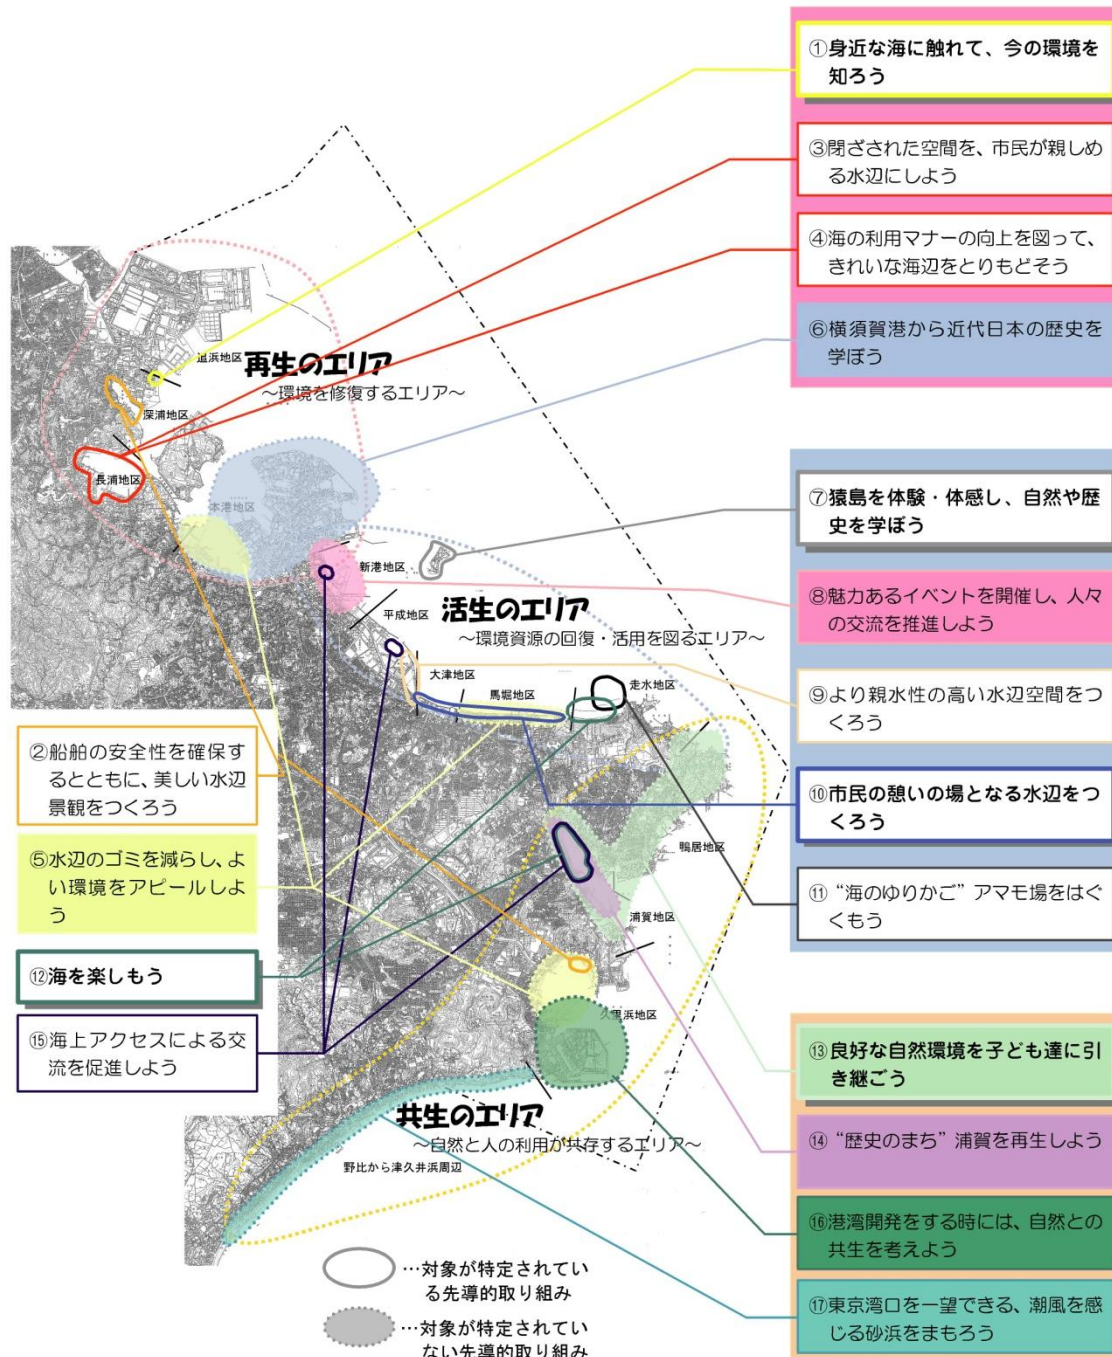 ①身近な海に触れて、今の環境を
知ろう
③閉ざされた空間を、市民が親しめ
る水辺にしよう
④海の利用マナーの向上を図って、
きれいな海辺をとりもどそう
⑥横須賀港から近代日本の歴史を
学ぼう
追浜地区
再生のエリア
～環境を修復するエリア～
深浦地区
長浦地区
本港地区
新港地区
平成地区
活生のエリア
～環境資源の回復・活用を図るエリア～
大津地区
馬堀地区
走水地区
鴨居地区
浦賀地区
久里浜地区
共生のエリア
～自然と人の利用が共存するエリア～
野比から津久井浜周辺
⑦猿島を体験・体感し、自然や歴
史を学ぼう
⑧魅力あるイベントを開催し、人々
の交流を推進しよう
⑨より親水性の高い水辺空間をつ
くろう
⑩市民の憩いの場となる水辺をつ
くろう
⑪“海のゆりかご”アマモ場をはぐ
くもう
②船舶の安全性を確保す
るとともに、美しい水辺
景観をつくろう
⑤水辺のゴミを減らし、よ
い環境をアピールしよ
う
⑫海を楽しもう
⑮海上アクセスによる交
流を促進しよう
⑬良好な自然環境を子ども達に引
き継ごう
⑭“歴史のまち”浦賀を再生しよう
⑯港湾開発をする時には、自然との
共生を考えよう
⑰東京湾口を一望できる、潮風を感
じる砂浜をまもろう
…対象が特定されてい
る先導的取り組み
…対象が特定されてい
ない先導的取り組み